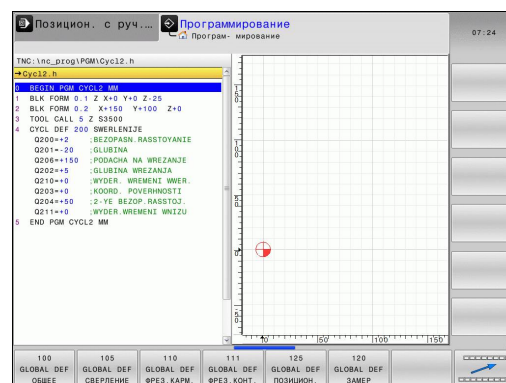 Позицион. с руч....
Программирование
Програм- мирование
07:24
TNC:\nc_prog\PGM\Cycl2.h
→Cycl2.h
0 BEGIN PGM CYCL2 MM
1 BLK FORM 0.1 Z X+0 Y+0 Z-25
2 BLK FORM 0.2 X+150 Y+100 Z+0
3 TOOL CALL 5 Z S3500
4 CYCL DEF 200 SWERLENIJE
Q200=+2 ;BEZOPASN.RASSTOYANIE
Q201=-20 ;GLUBINA
Q206=+150 ;PODACHA NA WREZANJE
Q202=+5 ;GLUBINA WREZANJA
Q210=+0 ;WYDER. WREMENI WWER.
Q203=+0 ;KOORD. POVERHNOSTI
Q204=+50 ;2-YE BEZOP.RASSTOJ.
Q211=+0 ;WYDER.WREMENI WNIZU
5 END PGM CYCL2 MM
100 105 110 111 125 120
GLOBAL DEF GLOBAL DEF GLOBAL DEF GLOBAL DEF GLOBAL DEF GLOBAL DEF
ОБЩЕЕ СВЕРЛЕНИЕ ФРЕЗ.КАРМ. ФРЕЗ.КОНТ. ПОЗИЦИОН. ЗАМЕР